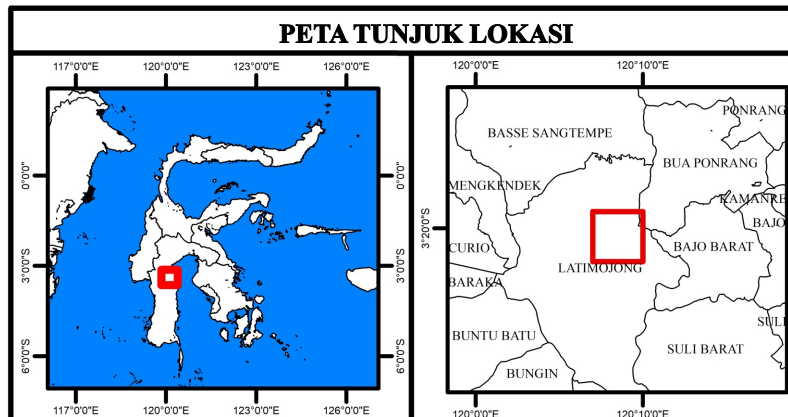 PETA TUNJUK LOKASI
117°0'0"E 120°0'0"E 123°0'0"E 126°0'0"E
0°0'0"
3°0'0"S
6°0'0"S
0°0'0"
3°0'0"S
6°0'0"S
117°0'0"E 120°0'0"E 123°0'0"E 126°0'0"E
120°0'0"E 120°10'0"E
3°20'0"S
PONRANG
BASSE SANGTEMPE
BUA PONRANG
MENGKENDEK
KAMANRE
BAJO
CURIO
BAJO BARAT
LATIMOJONG
BARAKA
SULI
BUNTU BATU
SULI BARAT
BUNGIN
120°0'0"E 120°10'0"E